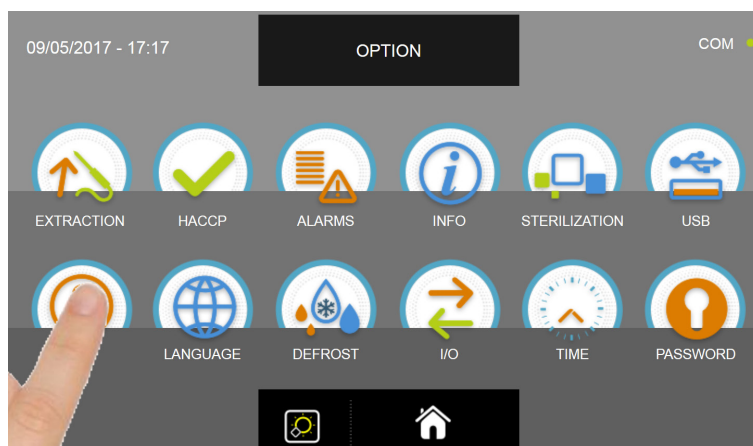 09/05/2017 - 17:17
OPTION
COM
EXTRACTION
HACCP
ALARMS
INFO
STERILIZATION
USB
LANGUAGE
DEFROST
I/O
TIME
PASSWORD